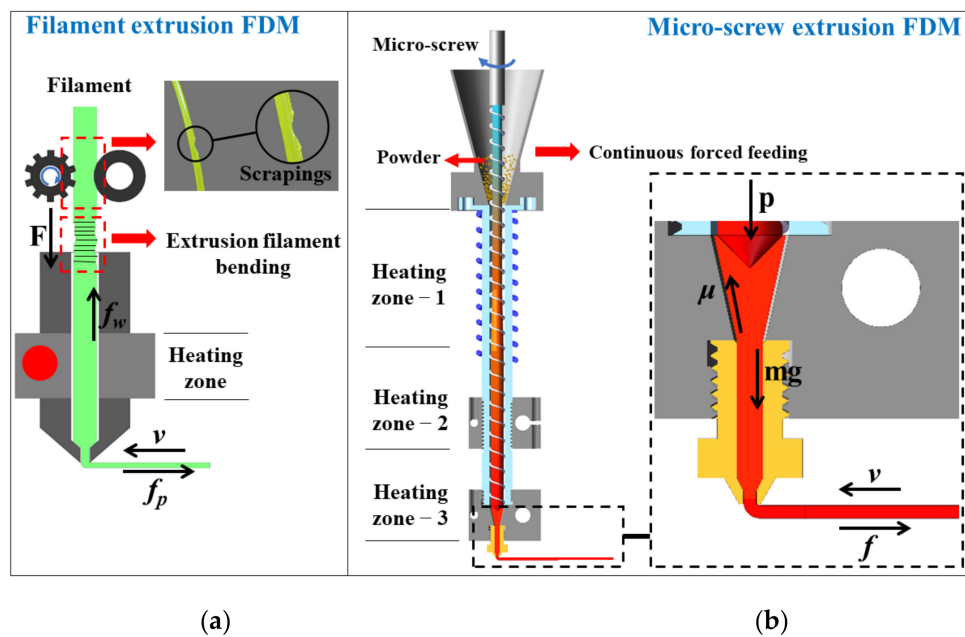 Filament extrusion FDM
Filament
Scrapings
F
Extrusion filament
bending
f_w
Heating
zone
v
f_p
Micro-screw extrusion FDM
Micro-screw
Powder
Continuous forced feeding
Heating
zone – 1
Heating
zone – 2
Heating
zone – 3
p
μ
mg
v
f
(a)
(b)